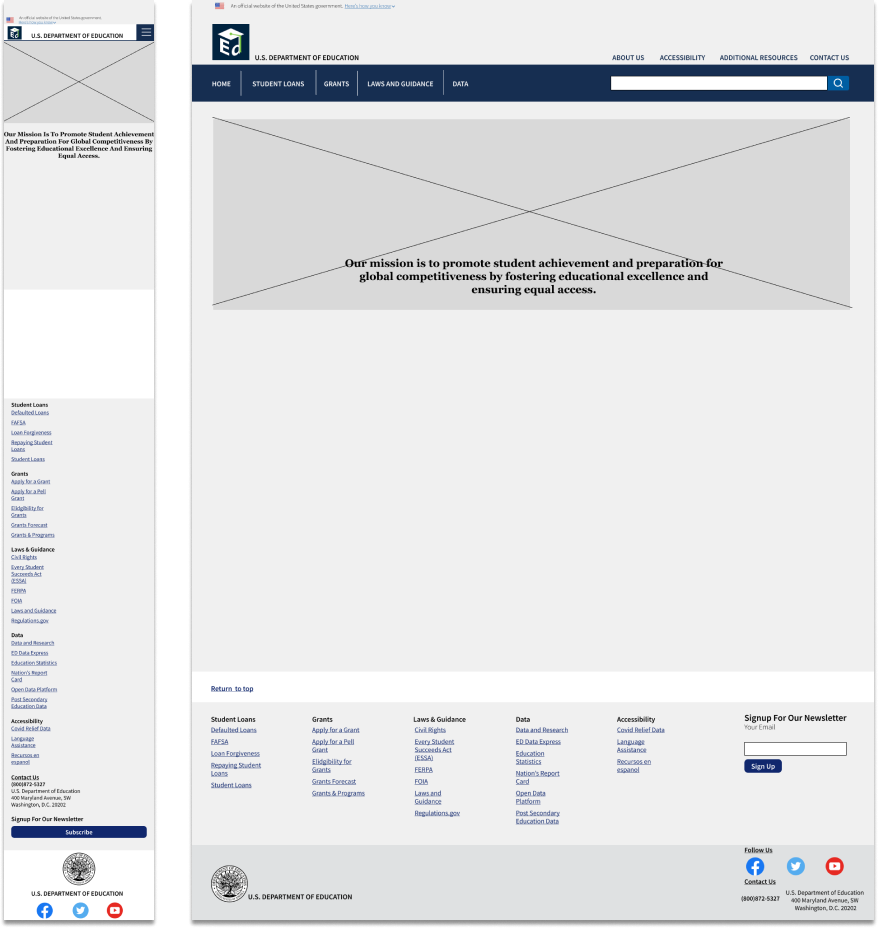 An official website of the United States government.
Here's how you know
U.S. DEPARTMENT OF EDUCATION
Our Mission Is To Promote Student Achievement
And Preparation For Global Competitiveness By
Fostering Educational Excellence And Ensuring
Equal Access.
Student Loans
Defaulted Loans
FAFSA
Loan Forgiveness
Repaying Student
Loans
Student Loans
Grants
Apply for a Grant
Apply for a Pell
Grant
Elidgibility for
Grants
Grants Forecast
Grants & Programs
Laws & Guidance
Civil Rights
Every Student
Succeeds Act
(ESSA)
FERPA
FOIA
Laws and Guidance
Regulations.gov
Data
Data and Research
ED Data Express
Education Statistics
Nation's Report
Card
Open Data Platform
Post Secondary
Education Data
Accessibility
Covid Relief Data
Language
Assistance
Recursos en
espanol
Contact Us
(800)872-5327
U.S. Department of Education
400 Maryland Avenue, SW
Washington, D.C. 20202
Signup For Our Newsletter
Subscribe
U.S. DEPARTMENT OF EDUCATION
An official website of the United States government. Here's how you know
Ed
U.S. DEPARTMENT OF EDUCATION
ABOUT US ACCESSIBILITY ADDITIONAL RESOURCES CONTACT US
HOME STUDENT LOANS GRANTS LAWS AND GUIDANCE DATA
Our mission is to promote student achievement and preparation for
global competitiveness by fostering educational excellence and
ensuring equal access.
Return to top
Student Loans
Defaulted Loans
FAFSA
Loan Forgiveness
Repaying Student
Loans
Student Loans
Grants
Apply for a Grant
Apply for a Pell
Grant
Elidgibility for
Grants
Grants Forecast
Grants & Programs
Laws & Guidance
Civil Rights
Every Student
Succeeds Act
(ESSA)
FERPA
FOIA
Laws and
Guidance
Regulations.gov
Data
Data and Research
ED Data Express
Education
Statistics
Nation's Report
Card
Open Data
Platform
Post Secondary
Education Data
Accessibility
Covid Relief Data
Language
Assistance
Recursos en
espanol
Signup For Our Newsletter
Your Email
Sign Up
U.S. DEPARTMENT OF EDUCATION
Follow Us
Contact Us
(800)872-5327
U.S. Department of Education
400 Maryland Avenue, SW
Washington, D.C. 20202